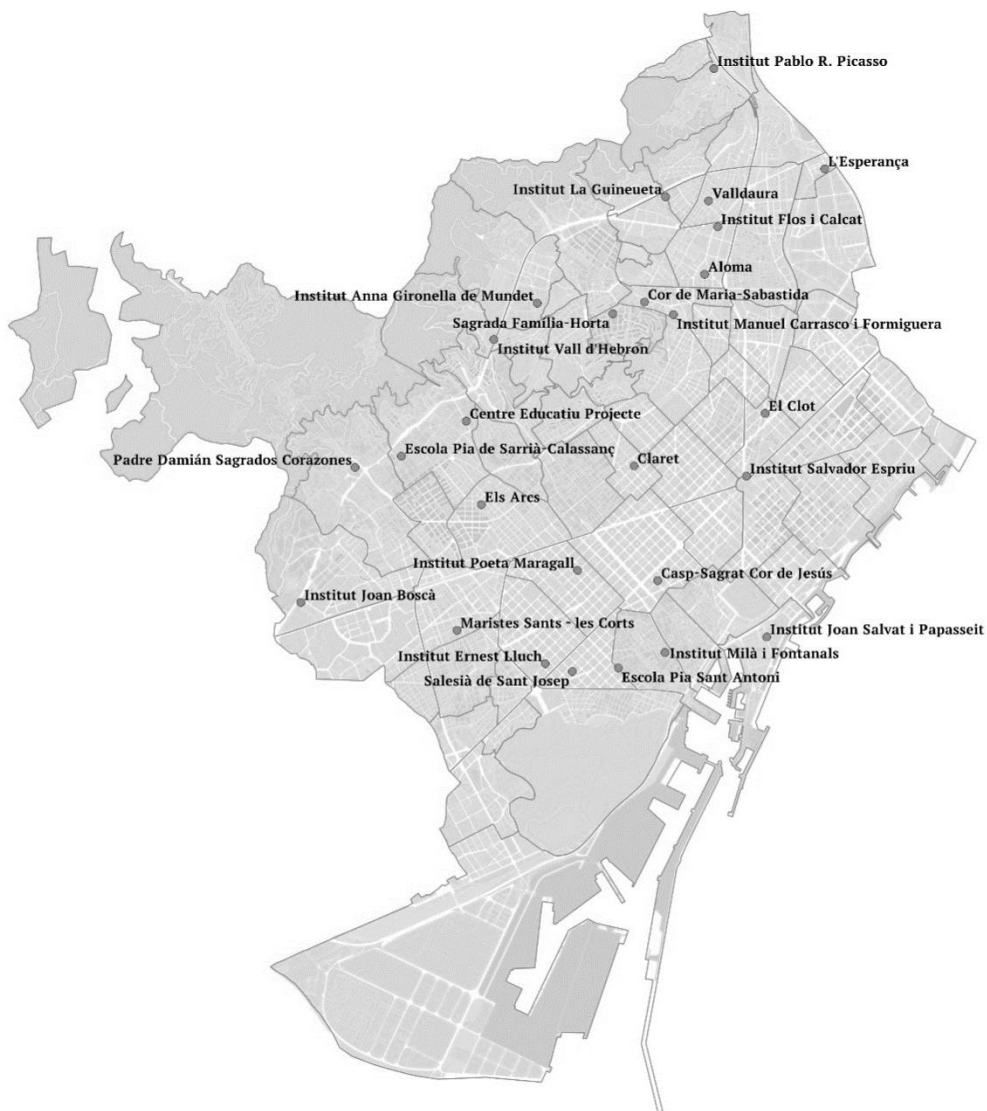 Institut Pablo R. Picasso
L'Esperança
Institut La Guineueta
Valldaura
Institut Flos i Calcat
Aloma
Institut Anna Gironella de Mundet
Cor de Maria-Sabastida
Sagrada Família-Horta
Institut Manuel Carrasco i Formiguera
Institut Vall d'Hebron
El Clot
Centre Educatiu Projecte
Escola Pia de Sarrià-Calassanç
Padre Damián Sagrados Corazones
Claret
Institut Salvador Espriu
Els Arcs
Institut Poeta Maragall
Casp-Sagrat Cor de Jesús
Institut Joan Boscà
Maristes Sants - les Corts
Institut Joan Salvat i Papasseit
Institut Ernest Lluch
Institut Milà i Fontanals
Salesià de Sant Josep
Escola Pia Sant Antoni